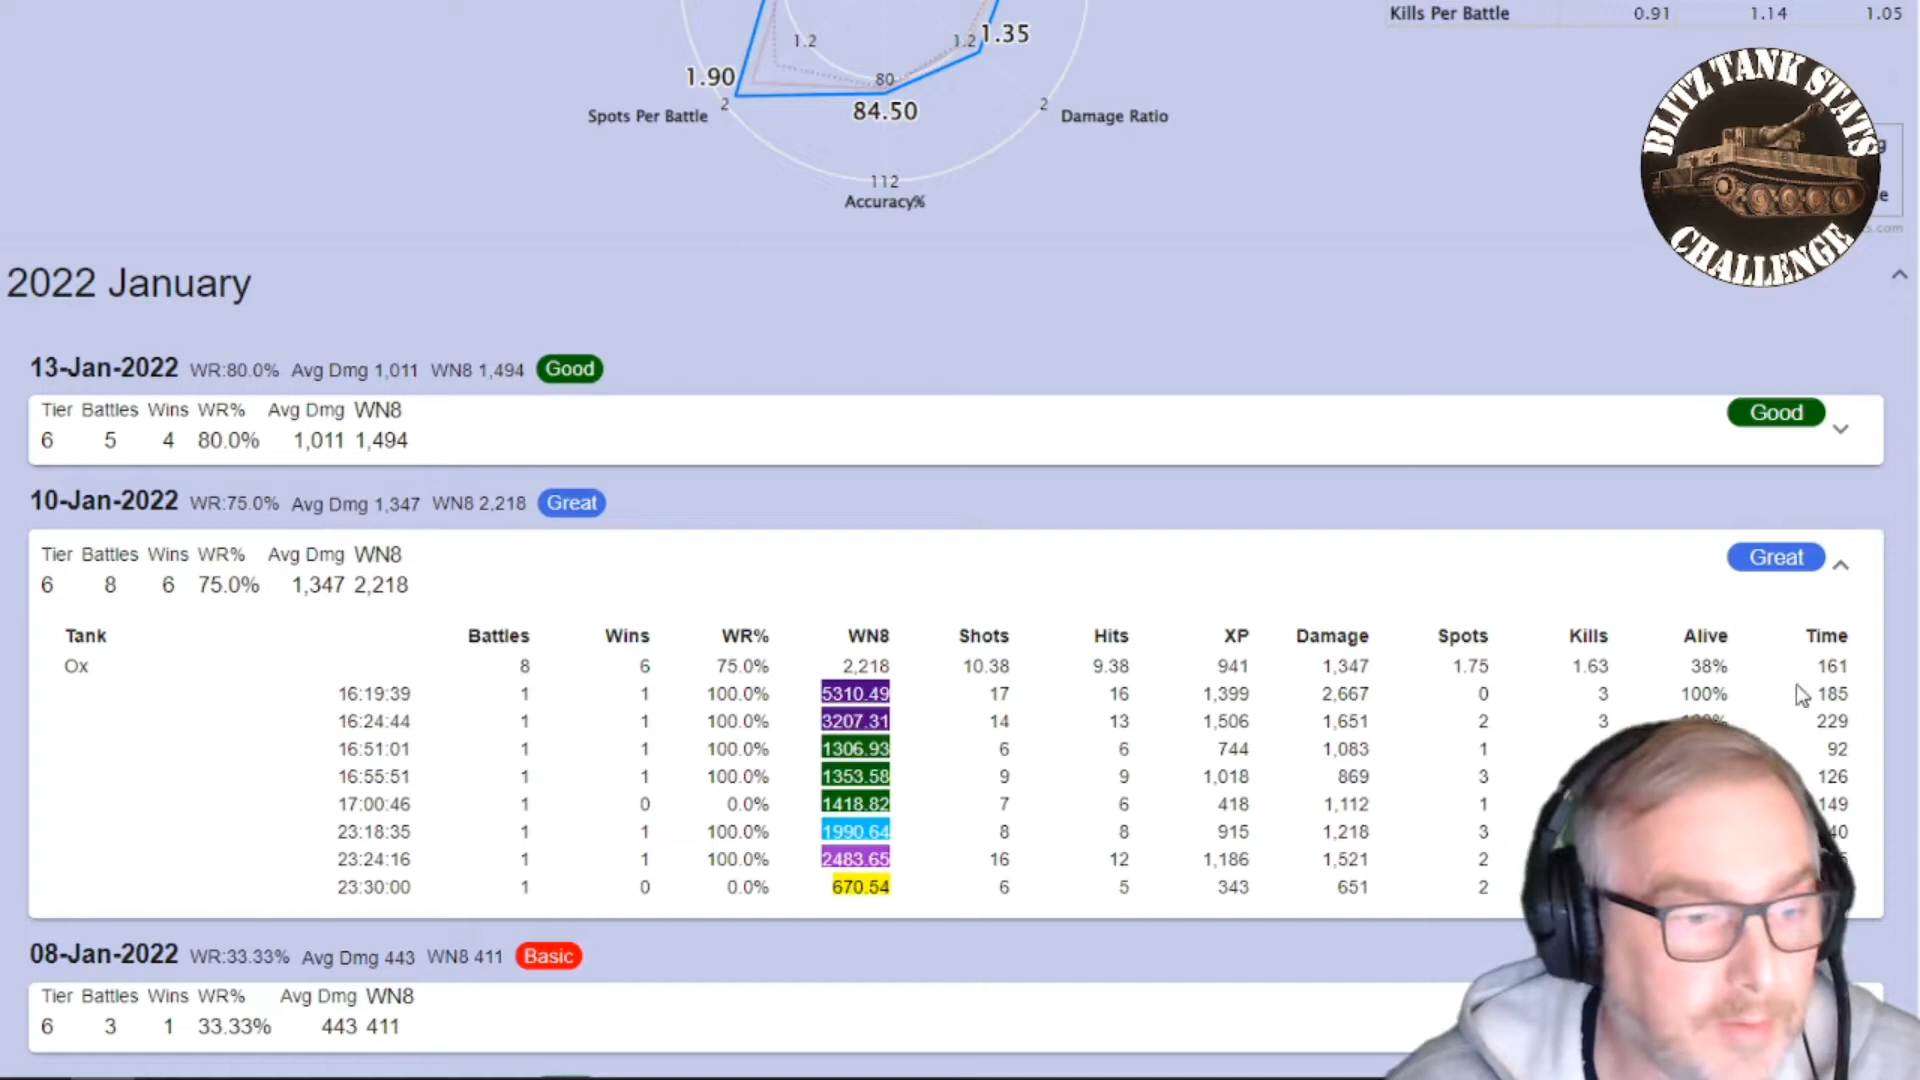 Kills Per Battle 0.91 1.14 1.05
1.2 1.2 1.35
1.90 80
2 84.50 2
Spots Per Battle Damage Ratio
112
Accuracy%
BLITZ TANK STATS
CHALLENGE
2022 January
13-Jan-2022 WR:80.0% Avg Dmg 1,011 WN8 1,494 Good
Tier Battles Wins WR% Avg Dmg WN8 Good
6 5 4 80.0% 1,011 1,494
10-Jan-2022 WR:75.0% Avg Dmg 1,347 WN8 2,218 Great
Tier Battles Wins WR% Avg Dmg WN8 Great
6 8 6 75.0% 1,347 2,218
Tank Battles Wins WR% WN8 Shots Hits XP Damage Spots Kills Alive Time
Ox 8 6 75.0% 2,218 10.38 9.38 941 1,347 1.75 1.63 38% 161
16:19:39 1 1 100.0% 5310.49 17 16 1,399 2,667 0 3 100% 185
16:24:44 1 1 100.0% 3207.31 14 13 1,506 1,651 2 3 229
16:51:01 1 1 100.0% 1306.93 6 6 744 1,083 1 92
16:55:51 1 1 100.0% 1353.58 9 9 1,018 869 3 126
17:00:46 1 0 0.0% 1418.82 7 6 418 1,112 1 149
23:18:35 1 1 100.0% 1990.64 8 8 915 1,218 3
23:24:16 1 1 100.0% 2483.65 16 12 1,186 1,521 2
23:30:00 1 0 0.0% 670.54 6 5 343 651 2
08-Jan-2022 WR:33.33% Avg Dmg 443 WN8 411 Basic
Tier Battles Wins WR% Avg Dmg WN8
6 3 1 33.33% 443 411